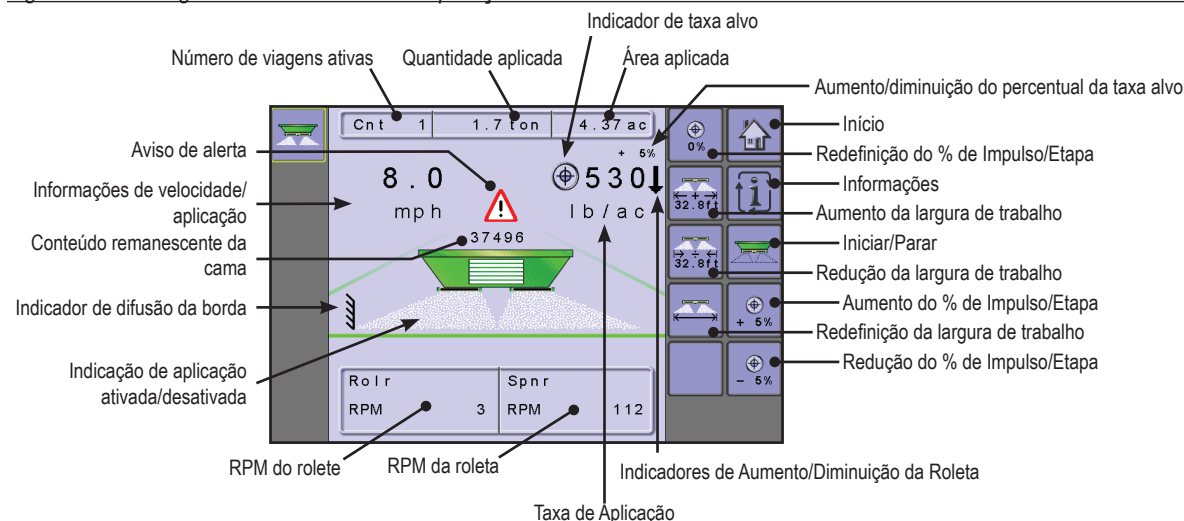 Indicador de taxa alvo
Número de viagens ativas
Quantidade aplicada
Área aplicada
Aumento/diminuição do percentual da taxa alvo
Cnt 1
1.7 ton
4.37 ac
Início
0%
Redefinição do % de Impulso/Etapa
+ 5%
Aviso de alerta
8.0
530
mph
lb/ac
Informações
Informações de velocidade/
aplicação
32.8ft
Aumento da largura de trabalho
37496
Conteúdo remanescente da
cama
Iniciar/Parar
32.8ft
Redução da largura de trabalho
Indicador de difusão da borda
Aumento do % de Impulso/Etapa
+ 5%
Redefinição da largura de trabalho
Indicação de aplicação
ativada/desativada
Redução do % de Impulso/Etapa
- 5%
Rolr
Spnr
RPM 3
RPM 112
RPM do rolete
RPM da roleta
Indicadores de Aumento/Diminuição da Roleta
Taxa de Aplicação